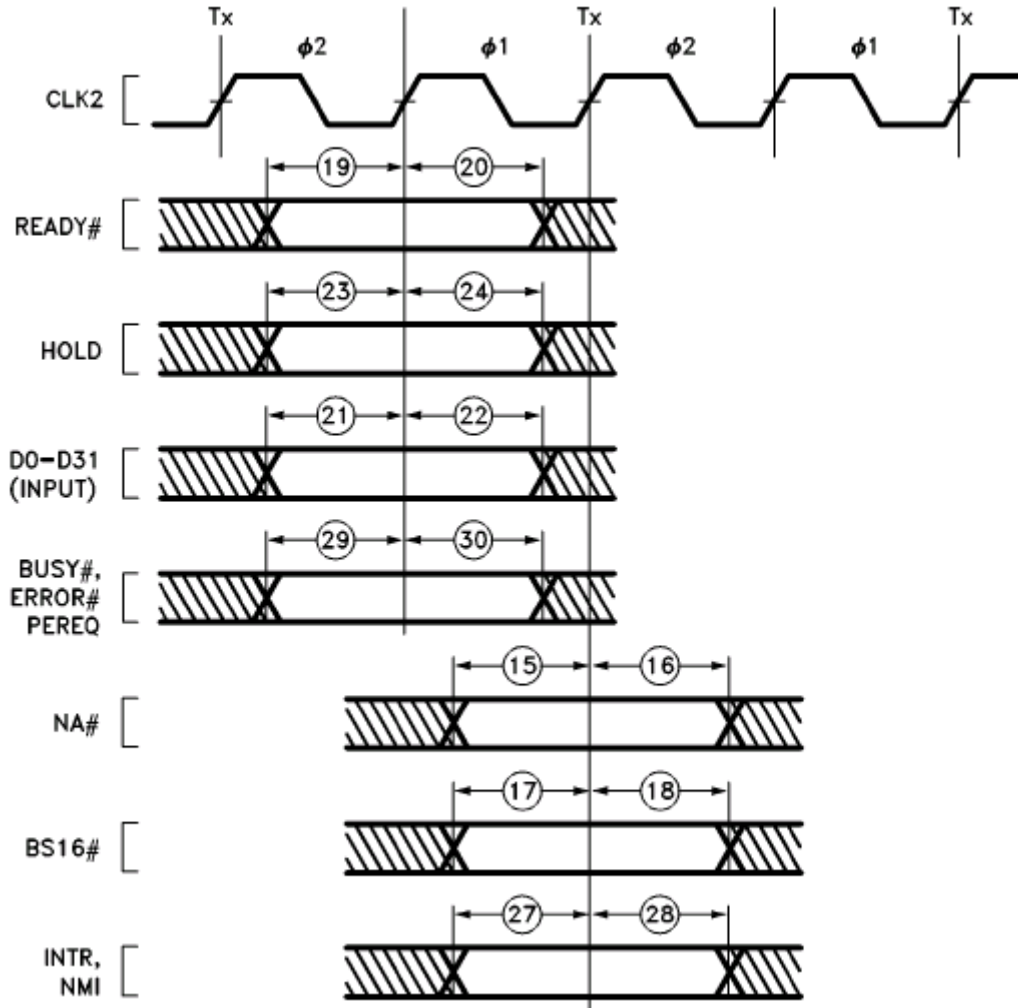 Tx Tx Tx
ϕ2 ϕ1 ϕ2 ϕ1
CLK2
19 20
READY#
23 24
HOLD
21 22
D0-D31
(INPUT)
29 30
BUSY#,
ERROR#
PEREQ
15 16
NA#
17 18
BS16#
27 28
INTR,
NMI